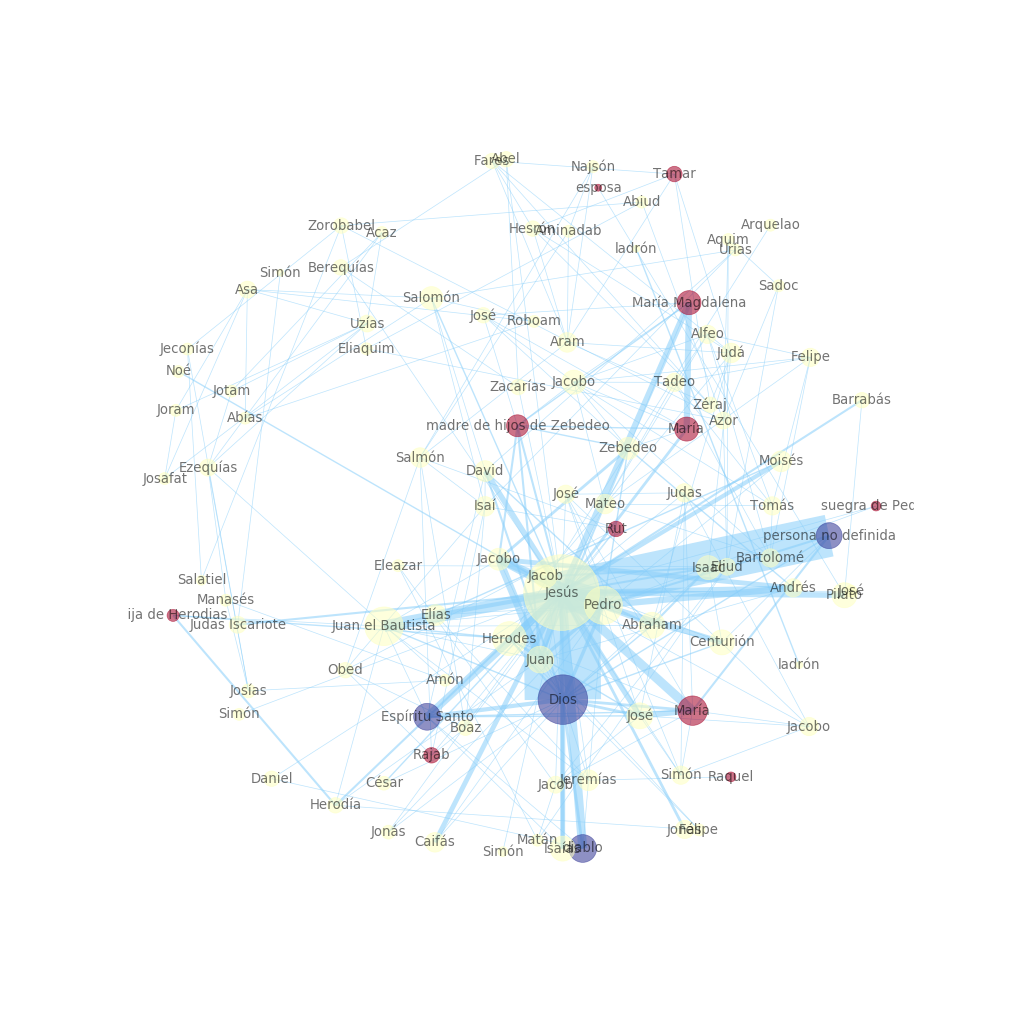 Fares
Abel
Najsón
Tamar
esposa
Abiud
Zorobabel
Acaz
Hesrón
Aminadab
Arquelao
Aquim
Urias
ladrón
Simón
Berequías
Asa
Sadoc
Salomón
María Magdalena
José
Roboam
Uzías
Alfeo
Aram
Jeconías
Eliaquim
Judá
Felipe
Noé
Jotam
Zacarías
Jacobo
Tadeo
Barrabás
Joram
Abías
Zéraj
Azor
madre de hijos de Zebedeo
María
Zebedeo
Salmón
Moisés
Ezequías
David
Josafat
José
Judas
Isaí
Mateo
Tomás
suegra de Pec
Rut
persona no definida
Jacobo
Bartolomé
Eleazar
Isaac
Eliud
Jacob
Salatiel
Andrés
José
Pilato
Jesús
Manasés
Pedro
ija de Herodias
Elías
Judas Iscariote
Juan el Bautista
Abraham
Herodes
Centurión
Juan
ladrón
Obed
Amón
Josías
Dios
María
Simón
Espíritu Santo
José
Boaz
Jacobo
Rajab
Daniel
César
Jacob
Jeremías
Simón
Raquel
Herodía
Jonás
Jonás
Felipe
Caifás
Matán
Simón
Isaías
diablo